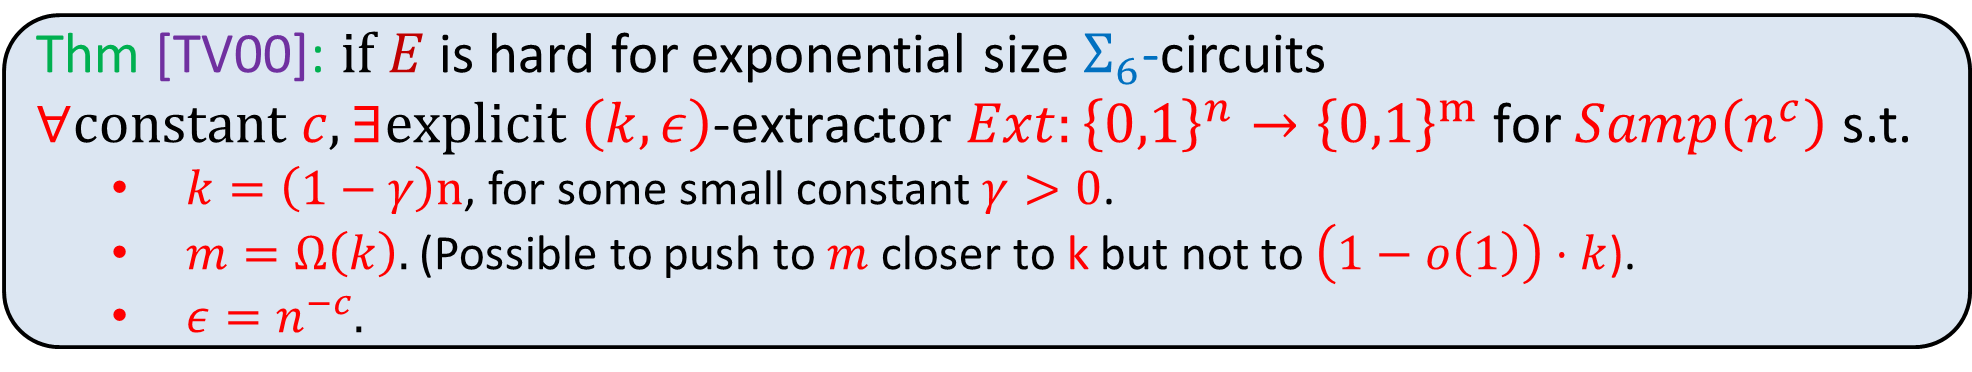 Thm [TV00]: if E is hard for exponential size Σ₆-circuits
∀constant c, ∃explicit (k, ϵ)-extractor Ext: {0,1}ⁿ → {0,1}ᵐ for Samp(nᶜ) s.t.
• k = (1 − γ)n, for some small constant γ > 0.
• m = Ω(k). (Possible to push to m closer to k but not to (1 − o(1)) · k).
• ϵ = n⁻ᶜ.